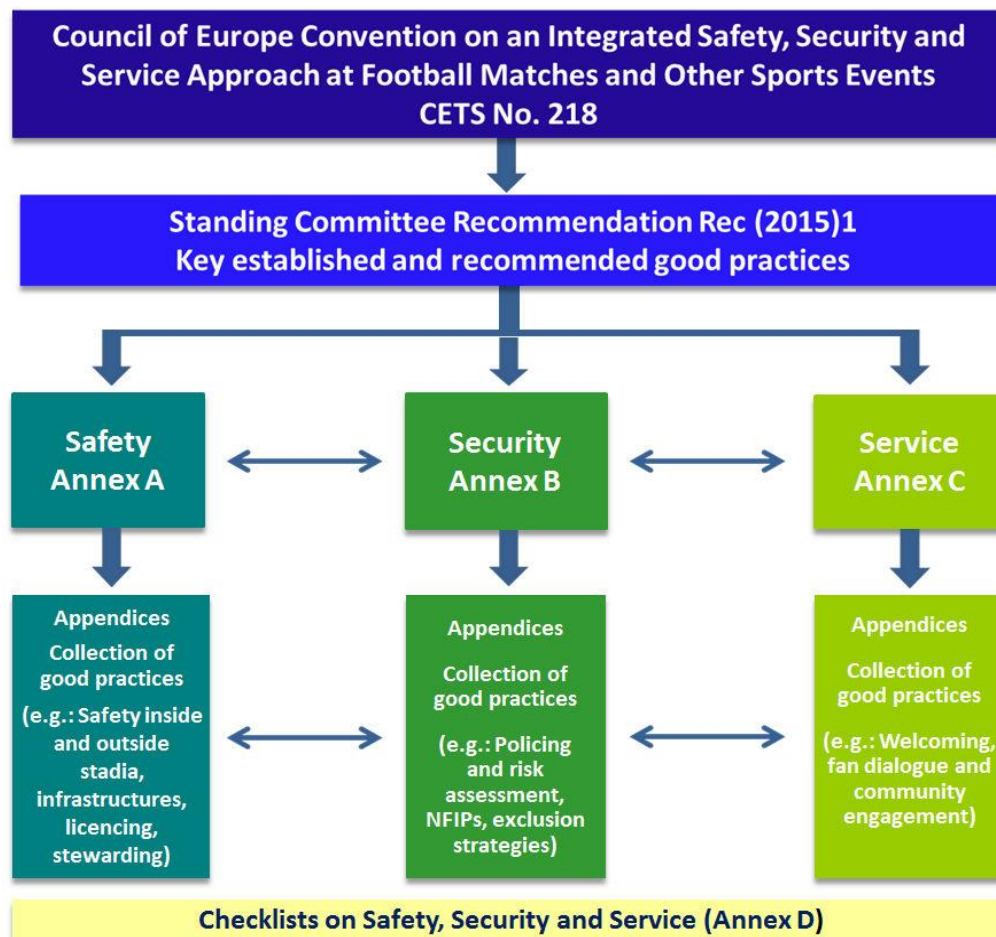 Council of Europe Convention on an Integrated Safety, Security and
Service Approach at Football Matches and Other Sports Events
CETS No. 218
Standing Committee Recommendation Rec (2015)1
Key established and recommended good practices
Safety
Annex A
Security
Annex B
Service
Annex C
Appendices
Collection of
good practices
(e.g.: Safety inside
and outside
stadia,
infrastructures,
licencing,
stewarding)
Appendices
Collection of
good practices
(e.g.: Policing
and risk
assessment,
NFIPs, exclusion
strategies)
Appendices
Collection of
good practices
(e.g.: Welcoming,
fan dialogue and
community
engagement)
Checklists on Safety, Security and Service (Annex D)